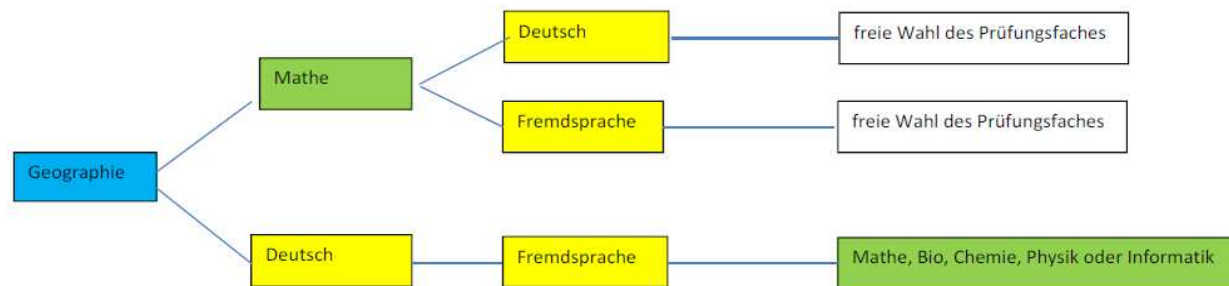 Deutsch
freie Wahl des Prüfungsfaches
Mathe
Fremdsprache
freie Wahl des Prüfungsfaches
Geographie
Deutsch
Fremdsprache
Mathe, Bio, Chemie, Physik oder Informatik